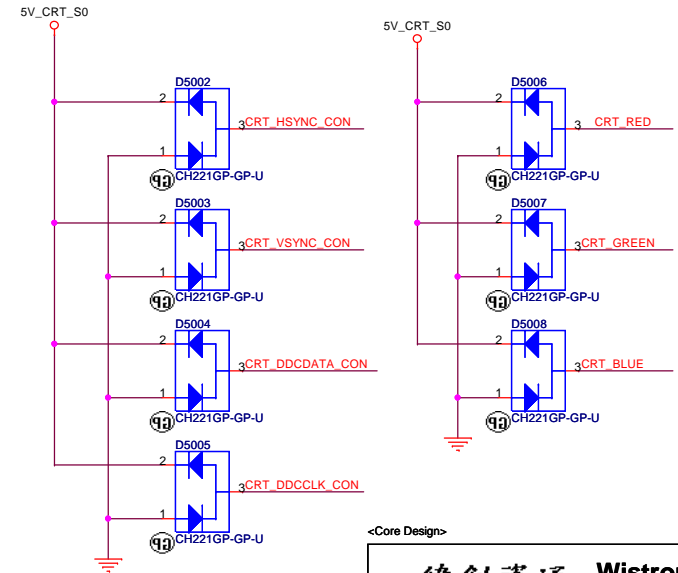 5V_CRT_S0
D5002
2
3
CRT_HSYNC_CON
1
CH221GP-GP-U
D5003
2
3
CRT_VSYNC_CON
1
CH221GP-GP-U
D5004
2
3
CRT_DDCDATA_CON
1
CH221GP-GP-U
D5005
2
3
CRT_DDCCLK_CON
1
CH221GP-GP-U
5V_CRT_S0
D5006
2
3
CRT_RED
1
CH221GP-GP-U
D5007
2
3
CRT_GREEN
1
CH221GP-GP-U
D5008
2
3
CRT_BLUE
1
CH221GP-GP-U
<Core Design>